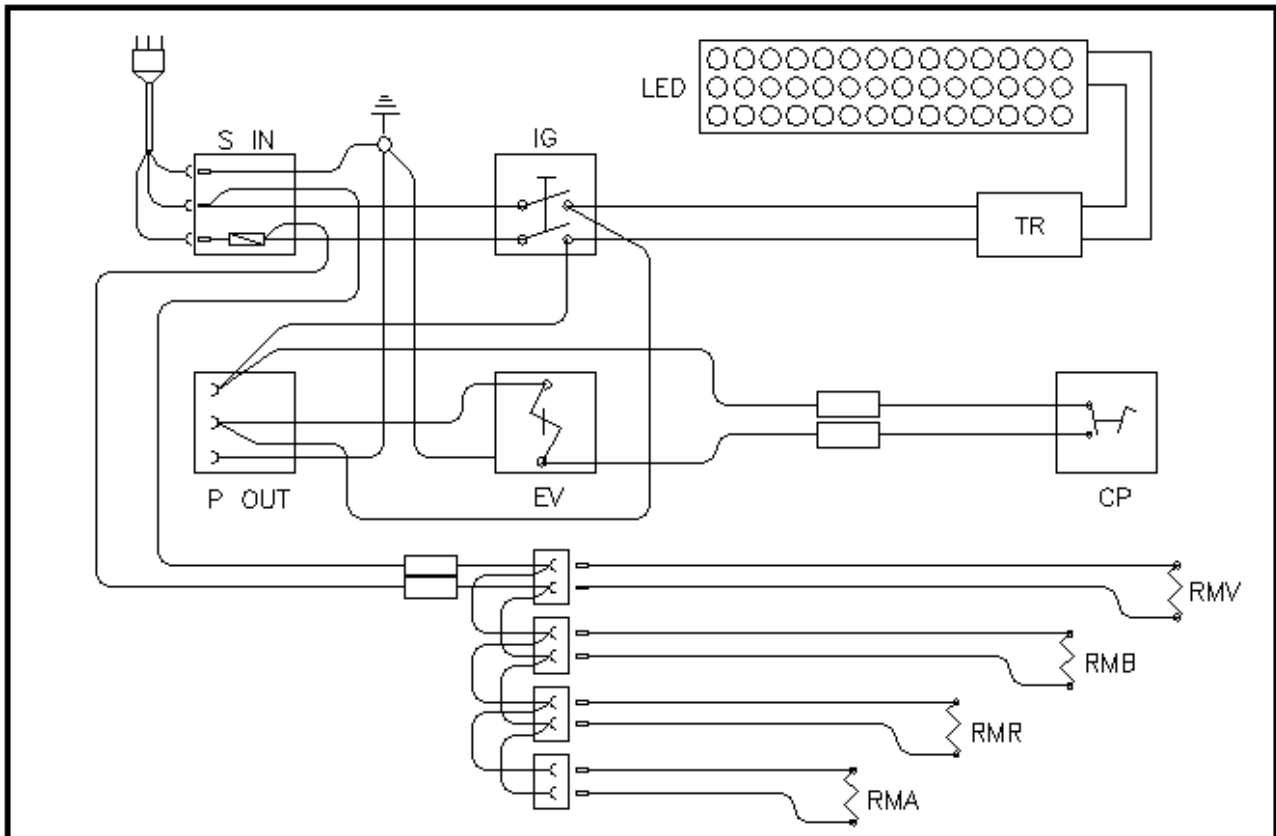 LED
S IN
IG
TR
P OUT
EV
CP
RMV
RMB
RMR
RMA